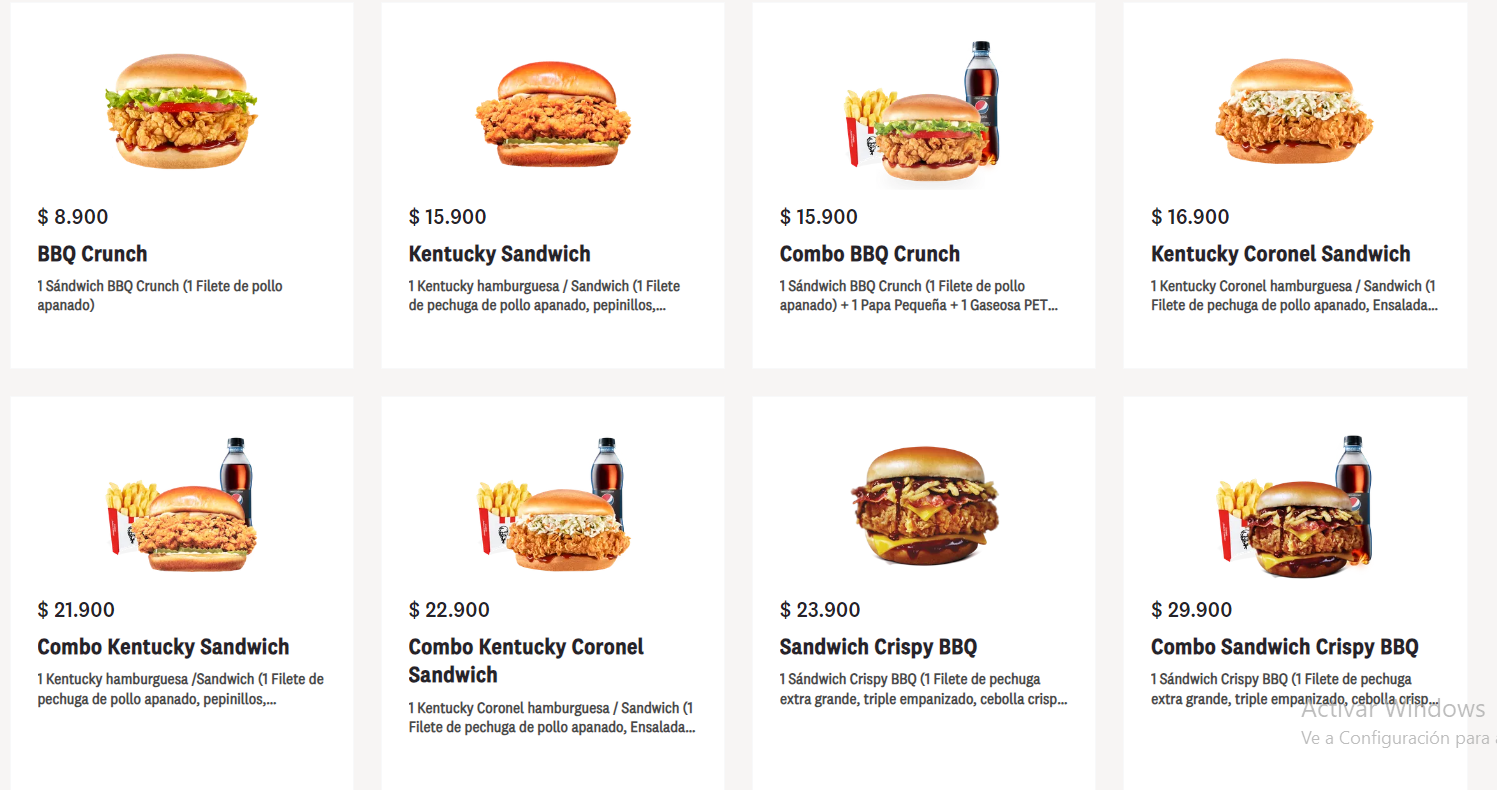 $ 8.900
BBQ Crunch
1 Sándwich BBQ Crunch (1 Filete de pollo
apanado)
$ 15.900
Kentucky Sandwich
1 Kentucky hamburguesa / Sandwich (1 Filete
de pechuga de pollo apanado, pepinillos,...
$ 15.900
Combo BBQ Crunch
1 Sándwich BBQ Crunch (1 Filete de pollo
apanado) + 1 Papa Pequeña + 1 Gaseosa PET...
$ 16.900
Kentucky Coronel Sandwich
1 Kentucky Coronel hamburguesa / Sandwich (1
Filete de pechuga de pollo apanado, Ensalada...
$ 21.900
Combo Kentucky Sandwich
1 Kentucky hamburguesa /Sandwich (1 Filete de
pechuga de pollo apanado, pepinillos,...
$ 22.900
Combo Kentucky Coronel
Sandwich
1 Kentucky Coronel hamburguesa / Sandwich (1
Filete de pechuga de pollo apanado, Ensalada...
$ 23.900
Sandwich Crispy BBQ
1 Sándwich Crispy BBQ (1 Filete de pechuga
extra grande, triple empanizado, cebolla crisp...
$ 29.900
Combo Sandwich Crispy BBQ
1 Sándwich Crispy BBQ (1 Filete de pechuga
extra grande, triple empanizado, cebolla crisp...
Activar Windows
Ve a Configuración para a